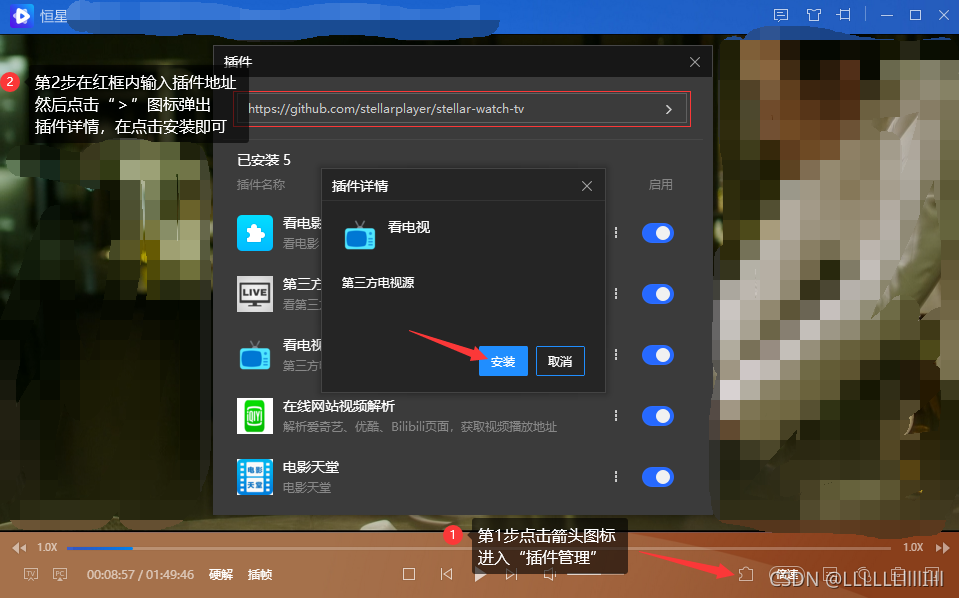 恒星
插件
2
第2步在红框内输入插件地址
然后点击“>”图标弹出
插件详情，在点击安装即可
https://github.com/stellarplayer/stellar-watch-tv
已安装 5
插件名称
启用
插件详情
看电视
第三方电视源
安装
取消
看电影
看电影
LIVE
第三方
看第三
看电视
第三方
iQIYI
在线网站视频解析
解析爱奇艺、优酷、Bilibili页面，获取视频播放地址
电影
天堂
电影天堂
电影天堂
1
第1步点击箭头图标
进入“插件管理”
1.0X
1.0X
TV
PC
00:08:57 / 01:49:46
硬解
插帧
倍速